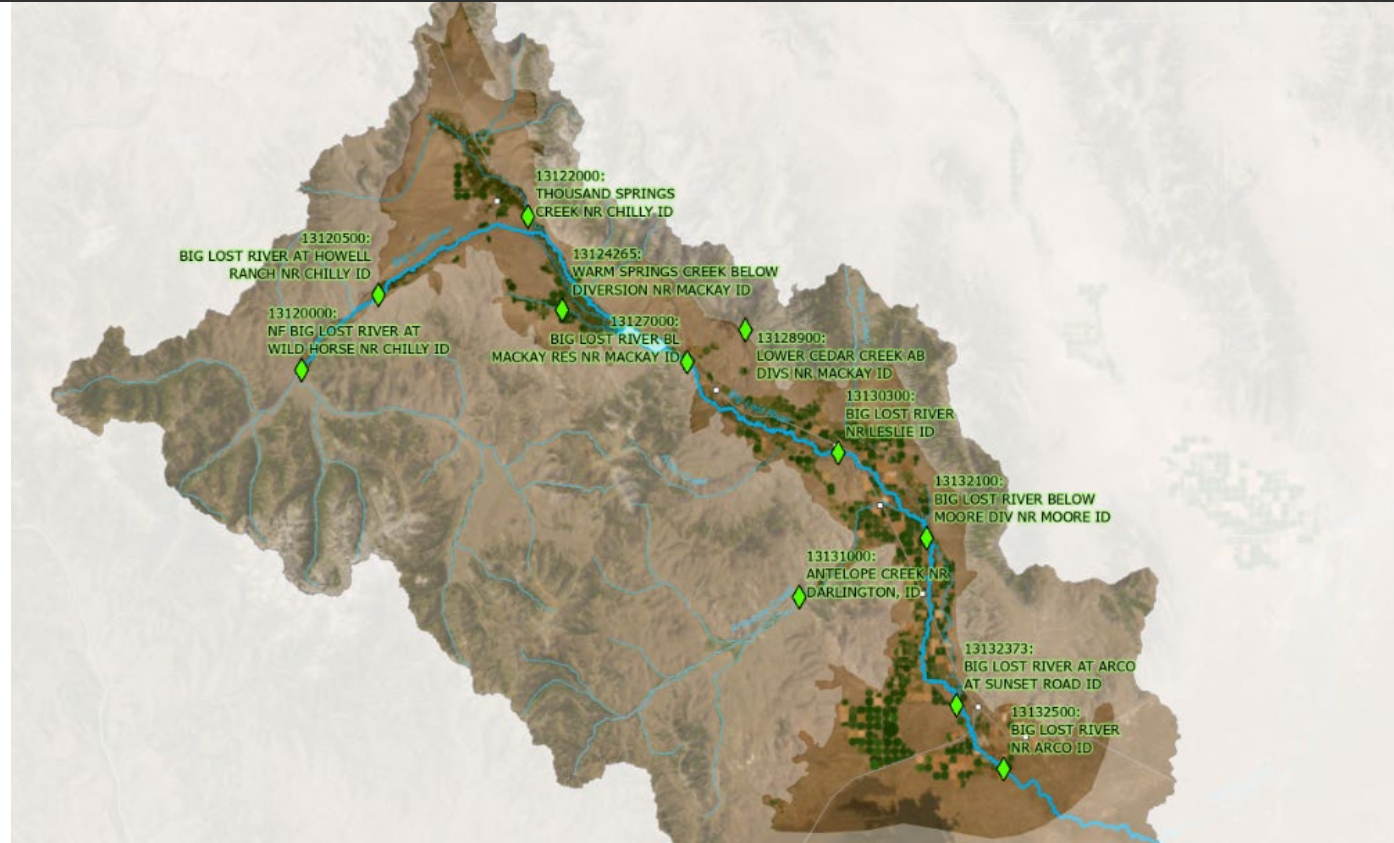 13122000:
THOUSAND SPRINGS
CREEK NR CHILLY ID
13120500:
BIG LOST RIVER AT HOWELL
RANCH NR CHILLY ID
13124265:
WARM SPRINGS CREEK BELOW
DIVERSION NR MACKAY ID
13120000:
NF BIG LOST RIVER AT
WILD HORSE NR CHILLY ID
13127000:
BIG LOST RIVER BL
MACKAY RES NR MACKAY ID
13128900:
LOWER CEDAR CREEK AB
DIVS NR MACKAY ID
13130300:
BIG LOST RIVER
NR LESLIE ID
13132100:
BIG LOST RIVER BELOW
MOORE DIV NR MOORE ID
13131000:
ANTELOPE CREEK NR
DARLINGTON, ID
13132373:
BIG LOST RIVER AT ARCO
AT SUNSET ROAD ID
13132500:
BIG LOST RIVER
NR ARCO ID